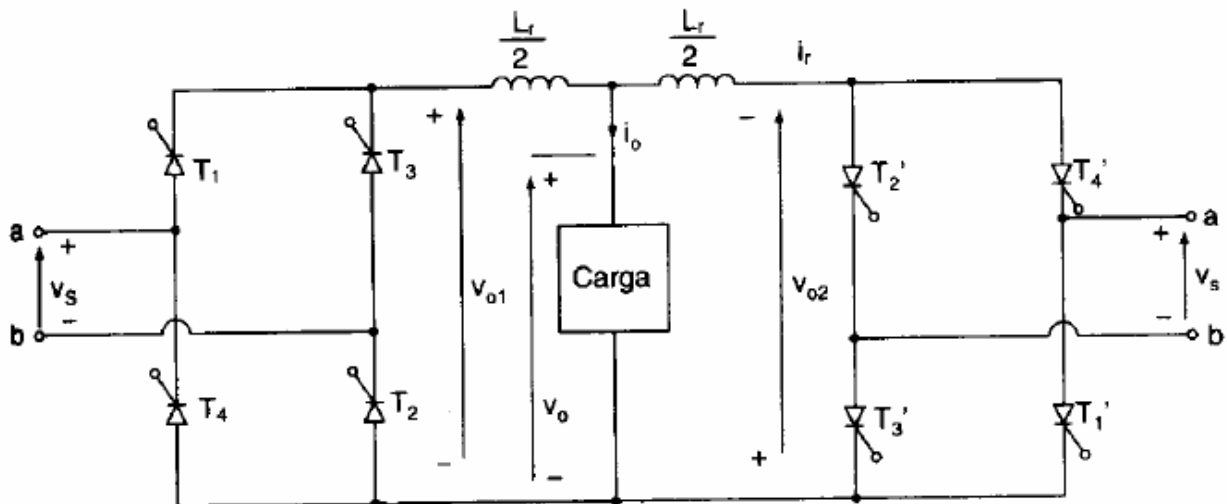 Lr/2
Lr/2
ir
+
T1
T3
+
-
io
+
T2'
T4'
a
+
vs
-
b
vo1
Carga
vo2
a
+
vs
-
b
T4
T2
vo
T3'
T1'
-
-
+